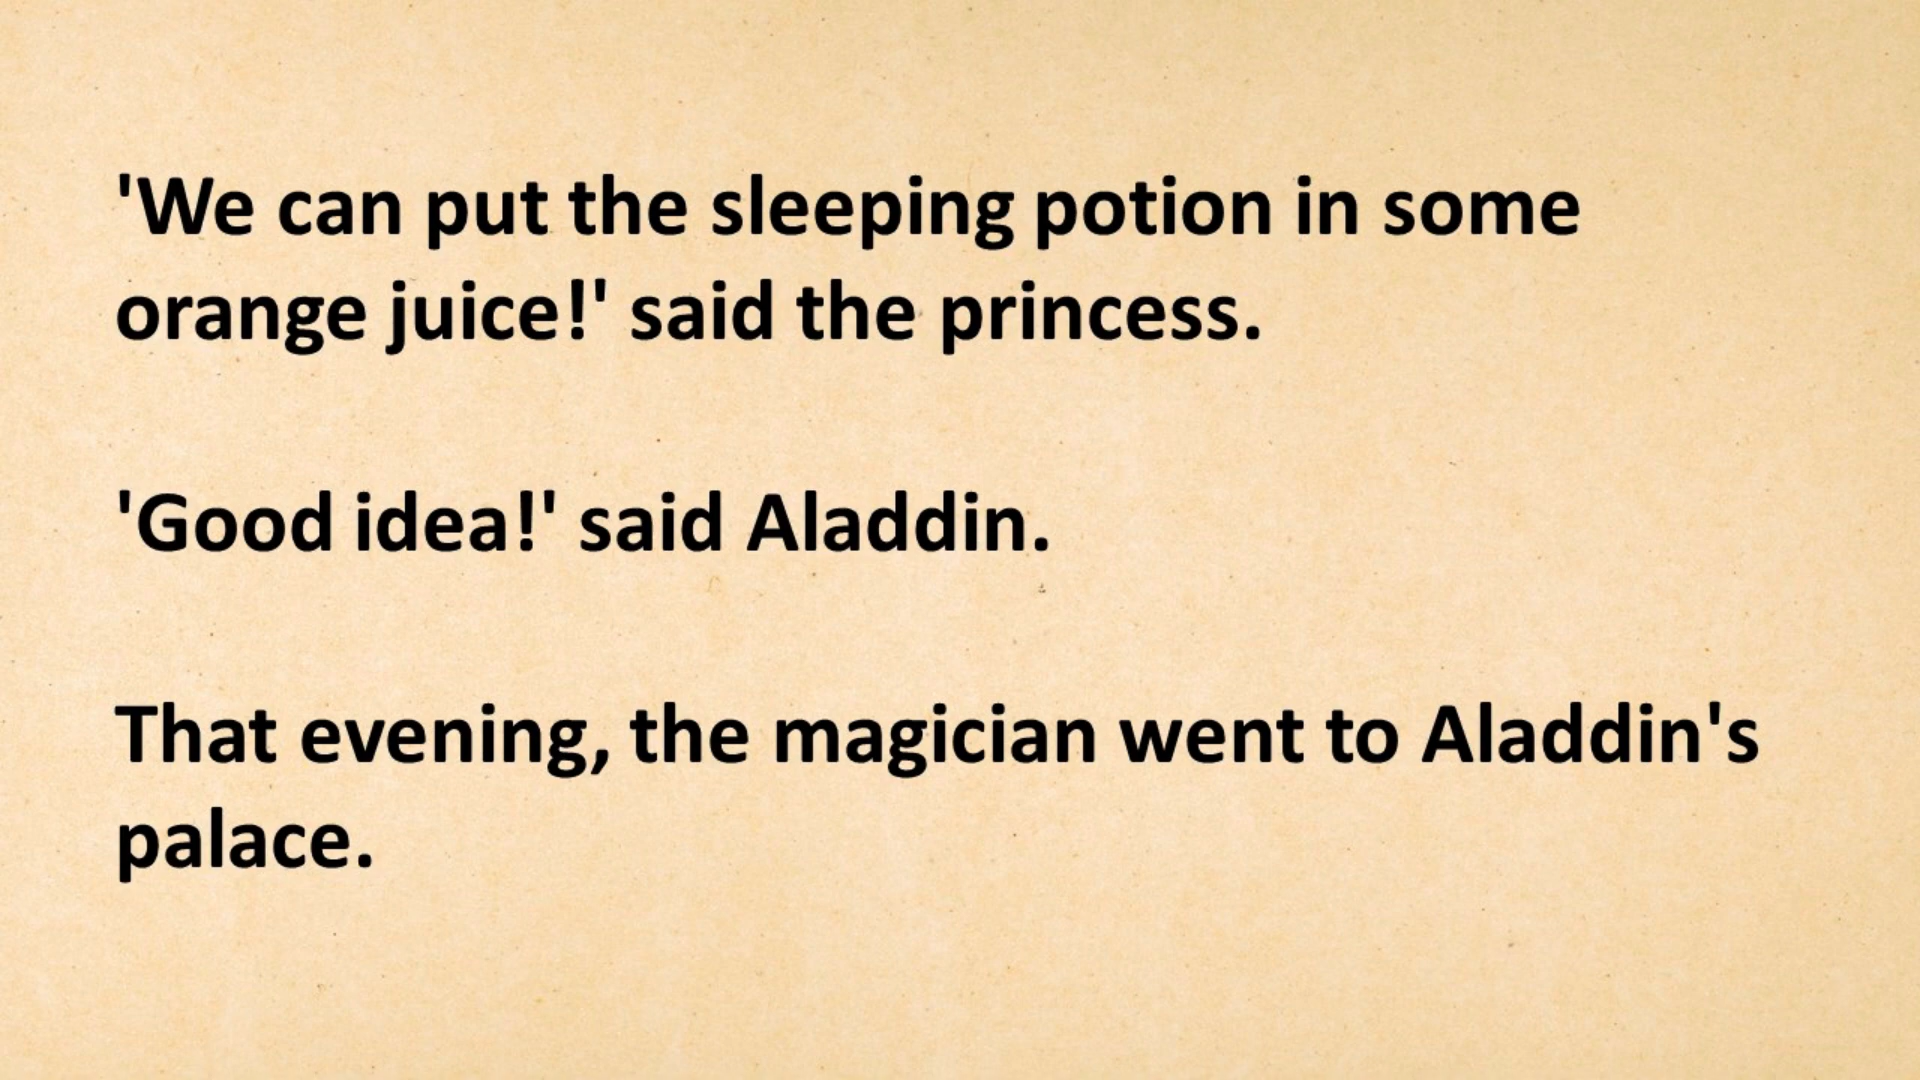 'We can put the sleeping potion in some
orange juice!' said the princess.
'Good idea!' said Aladdin.
That evening, the magician went to Aladdin's
palace.